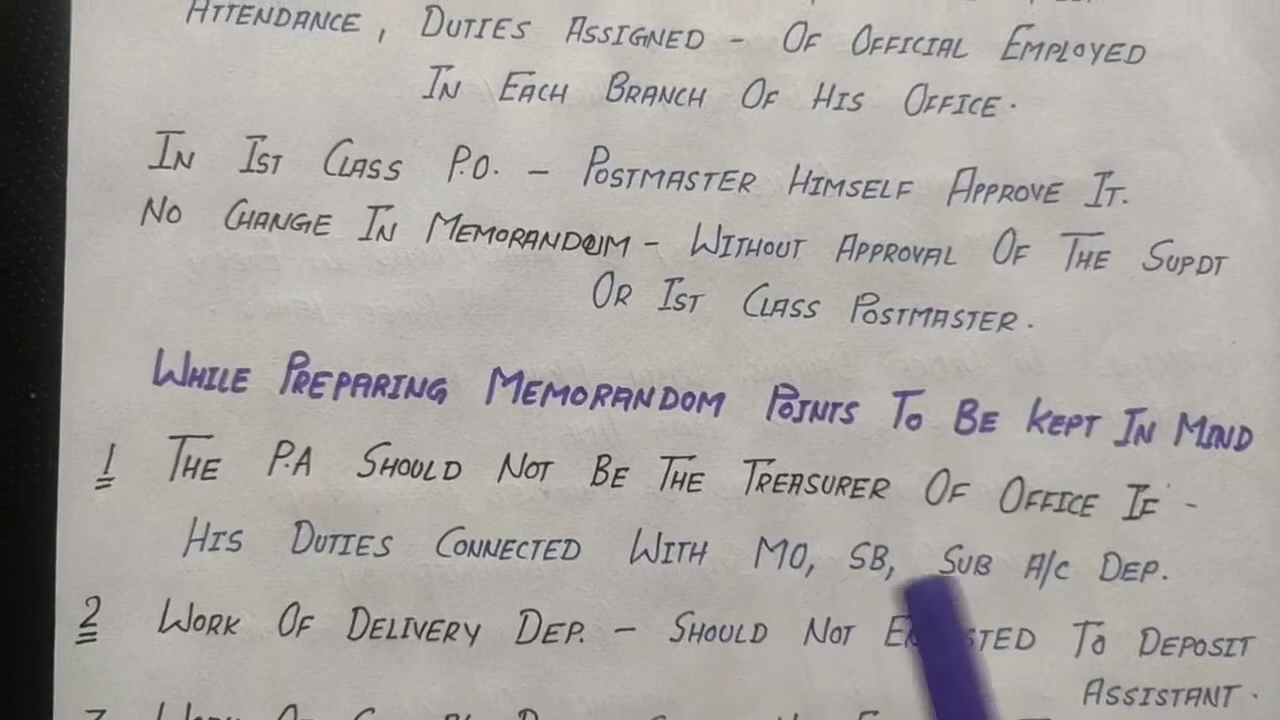 ATTENDANCE, DUTIES ASSIGNED - OF OFFICIAL EMPLOYED
IN EACH BRANCH OF HIS OFFICE.
IN IST CLASS P.O. - POSTMASTER HIMSELF APPROVE IT.
NO CHANGE IN MEMORANDUM - WITHOUT APPROVAL OF THE SUPDT
OR IST CLASS POSTMASTER.
WHILE PREPARING MEMORANDOM POINTS TO BE KEPT IN MIND
1 THE P.A SHOULD NOT BE THE TREASURER OF OFFICE IF -
HIS DUTIES CONNECTED WITH MO, SB, SUB A/C DEP.
2 WORK OF DELIVERY DEP. - SHOULD NOT TO DEPOSIT
ASSISTANT.